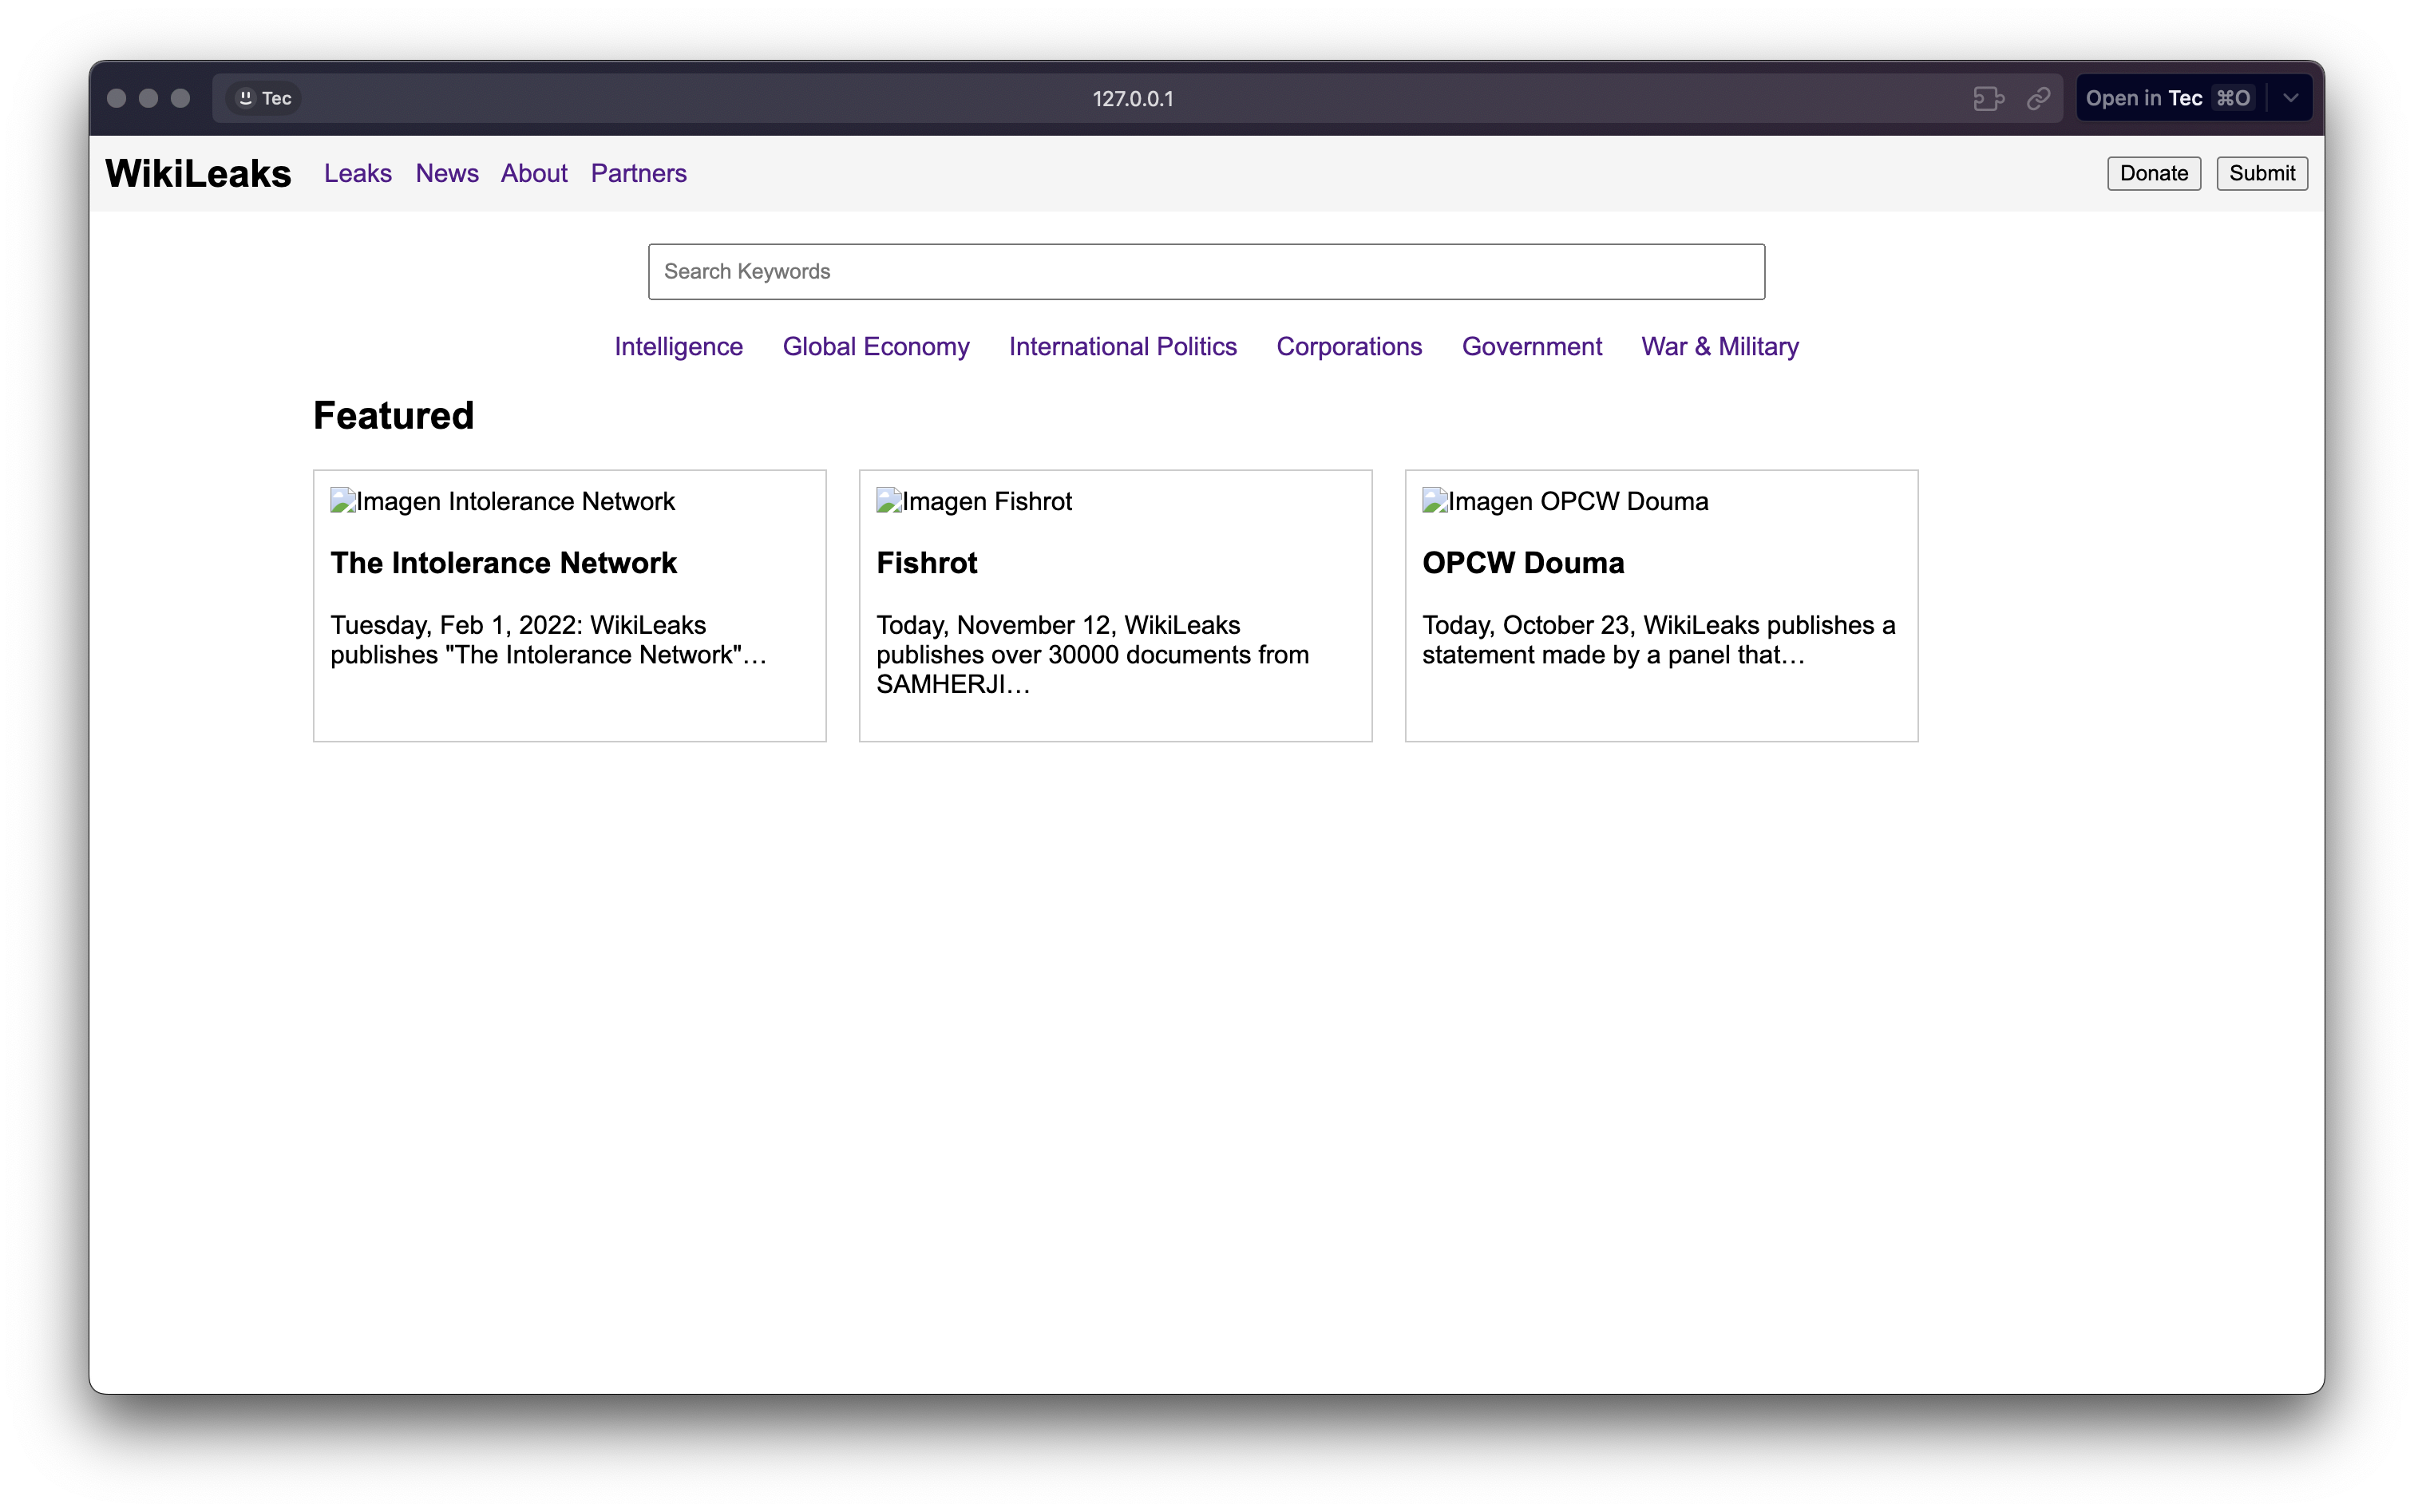 Tec
127.0.0.1
Open in Tec ⌘O
WikiLeaks Leaks News About Partners Donate Submit
Search Keywords
Intelligence Global Economy International Politics Corporations Government War & Military
Featured
Imagen Intolerance Network
The Intolerance Network
Tuesday, Feb 1, 2022: WikiLeaks
publishes "The Intolerance Network"…
Imagen Fishrot
Fishrot
Today, November 12, WikiLeaks
publishes over 30000 documents from
SAMHERJI…
Imagen OPCW Douma
OPCW Douma
Today, October 23, WikiLeaks publishes a
statement made by a panel that…